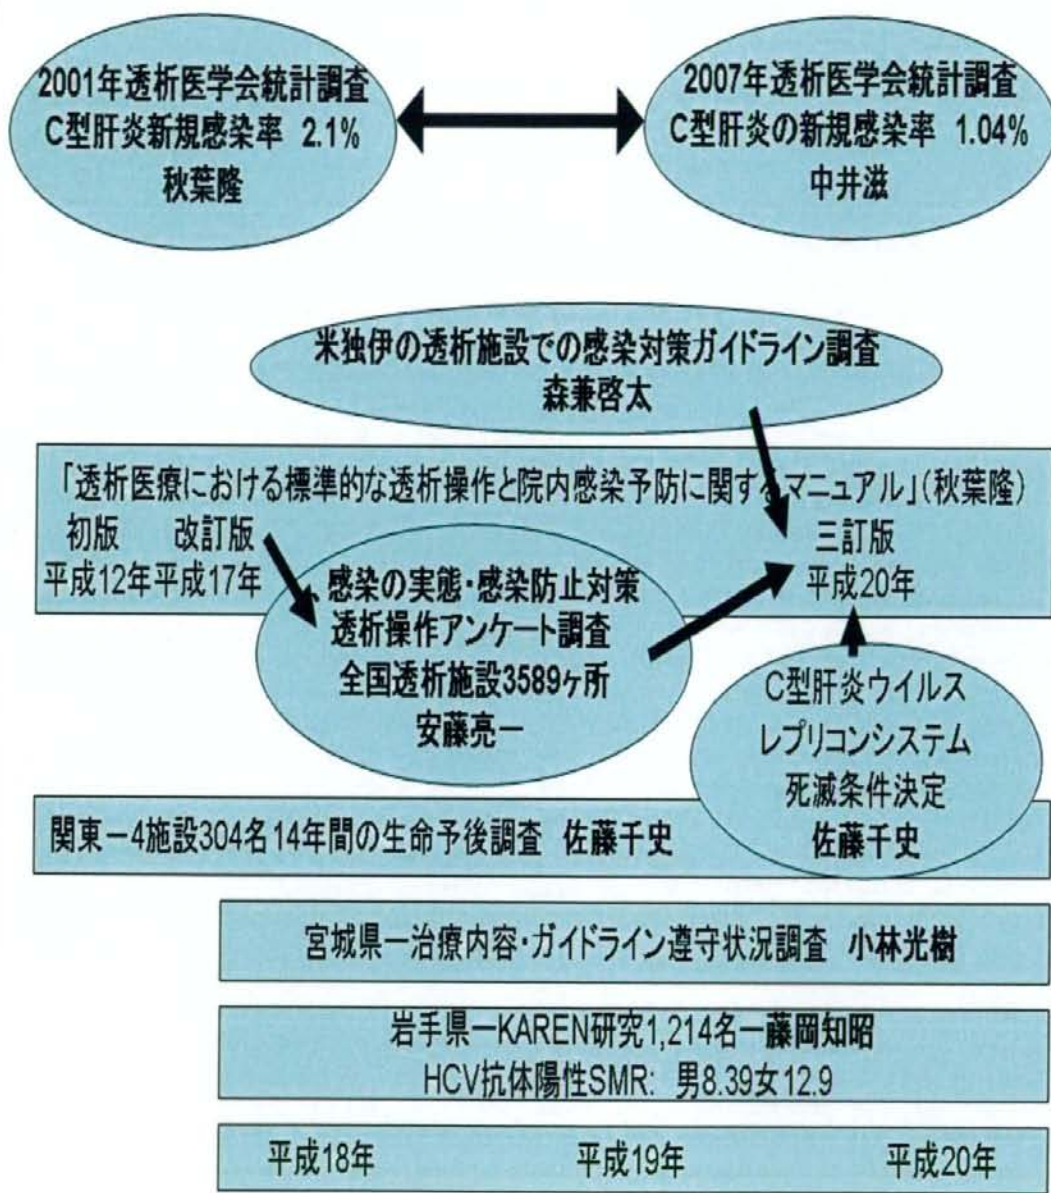 2001年透析医学会統計調査
C型肝炎新規感染率 2.1%
秋葉隆
2007年透析医学会統計調査
C型肝炎の新規感染率 1.04%
中井滋
米独伊の透析施設での感染対策ガイドライン調査
森兼啓太
「透析医療における標準的な透析操作と院内感染予防に関するマニュアル」(秋葉隆)
初版 改訂版
平成12年平成17年
三訂版
平成20年
、感染の実態・感染防止対策
透析操作アンケート調査
全国透析施設3589ヶ所
安藤亮一
C型肝炎ウイルス
レプリコンシステム
死滅条件決定
佐藤千史
関東ー4施設304名14年間の生命予後調査 佐藤千史
宮城県ー治療内容・ガイドライン遵守状況調査 小林光樹
岩手県ーKAREN研究1,214名ー藤岡知昭
HCV抗体陽性SMR: 男8.39女12.9
平成18年 平成19年 平成20年